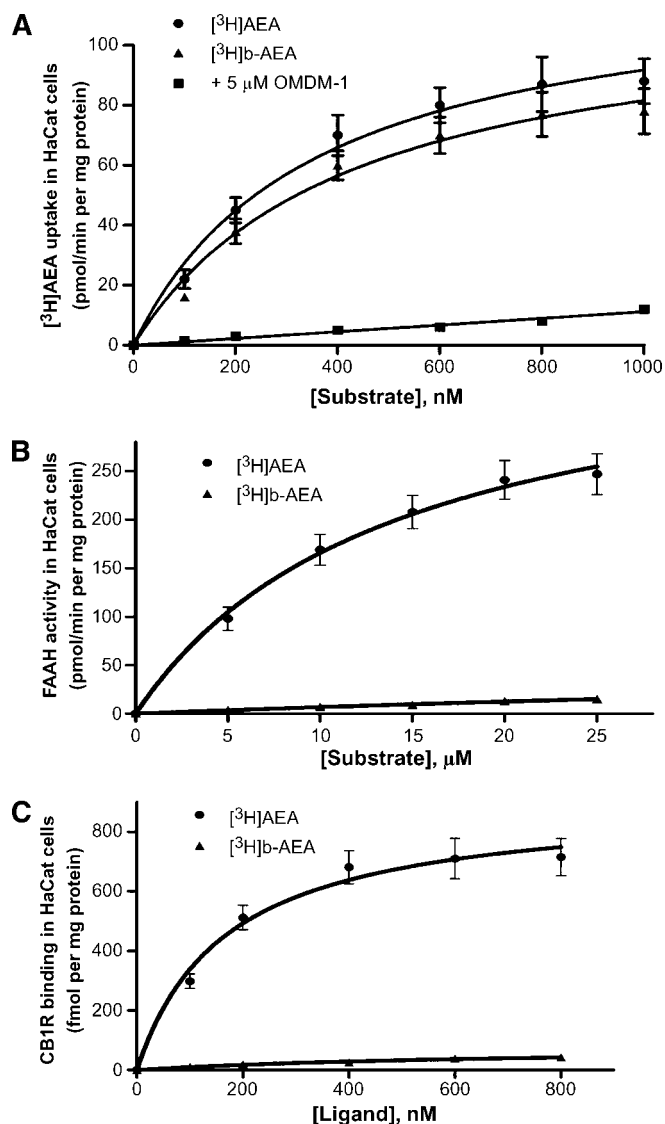 A
[³H]AEA
[³H]b-AEA
+ 5 μM OMDM-1
[³H]AEA uptake in HaCat cells
(pmol/min per mg protein)
100
80
60
40
20
0
0 200 400 600 800 1000
[Substrate], nM
B
[³H]AEA
[³H]b-AEA
FAAH activity in HaCat cells
(pmol/min per mg protein)
250
200
150
100
50
0
0 5 10 15 20 25
[Substrate], μM
C
[³H]AEA
[³H]b-AEA
CB1R binding in HaCat cells
(fmol per mg protein)
800
600
400
200
0
0 200 400 600 800
[Ligand], nM